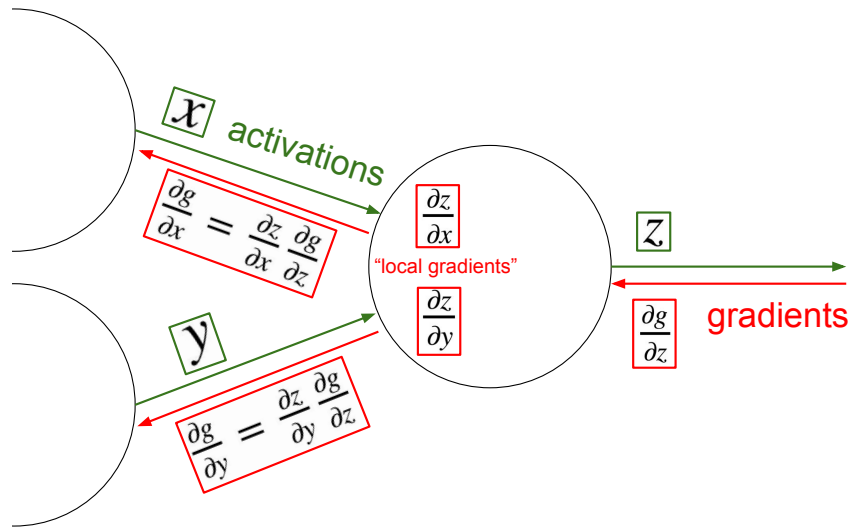 x
activations
∂g/∂x = ∂z/∂x ∂g/∂z
∂z/∂x
"local gradients"
∂z/∂y
z
gradients
∂g/∂z
y
∂g/∂y = ∂z/∂y ∂g/∂z